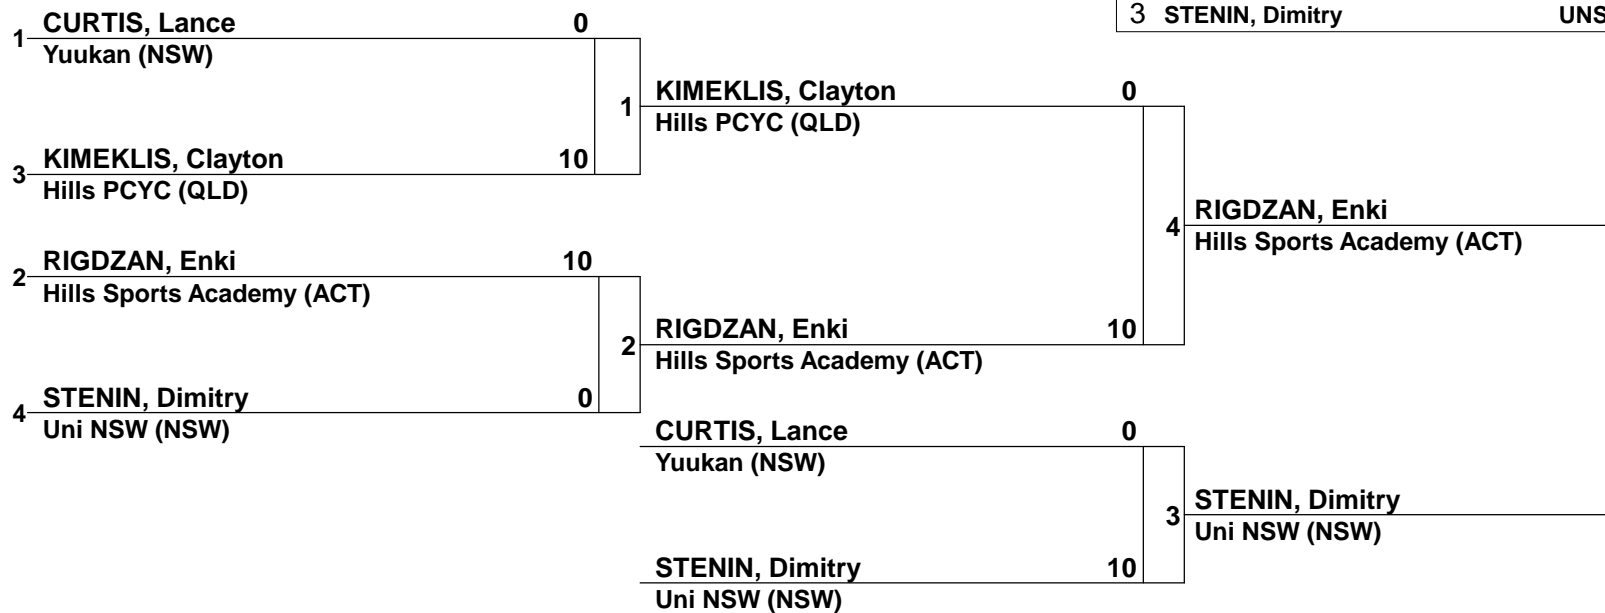 3 STENIN, Dimitry UNS
1 CURTIS, Lance 0
Yuukan (NSW)
1 KIMEKLIS, Clayton 0
Hills PCYC (QLD)
3 KIMEKLIS, Clayton 10
Hills PCYC (QLD)
4 RIGDZAN, Enki
Hills Sports Academy (ACT)
2 RIGDZAN, Enki 10
Hills Sports Academy (ACT)
2 RIGDZAN, Enki 10
Hills Sports Academy (ACT)
4 STENIN, Dimitry 0
Uni NSW (NSW)
CURTIS, Lance 0
Yuukan (NSW)
3 STENIN, Dimitry
Uni NSW (NSW)
STENIN, Dimitry 10
Uni NSW (NSW)